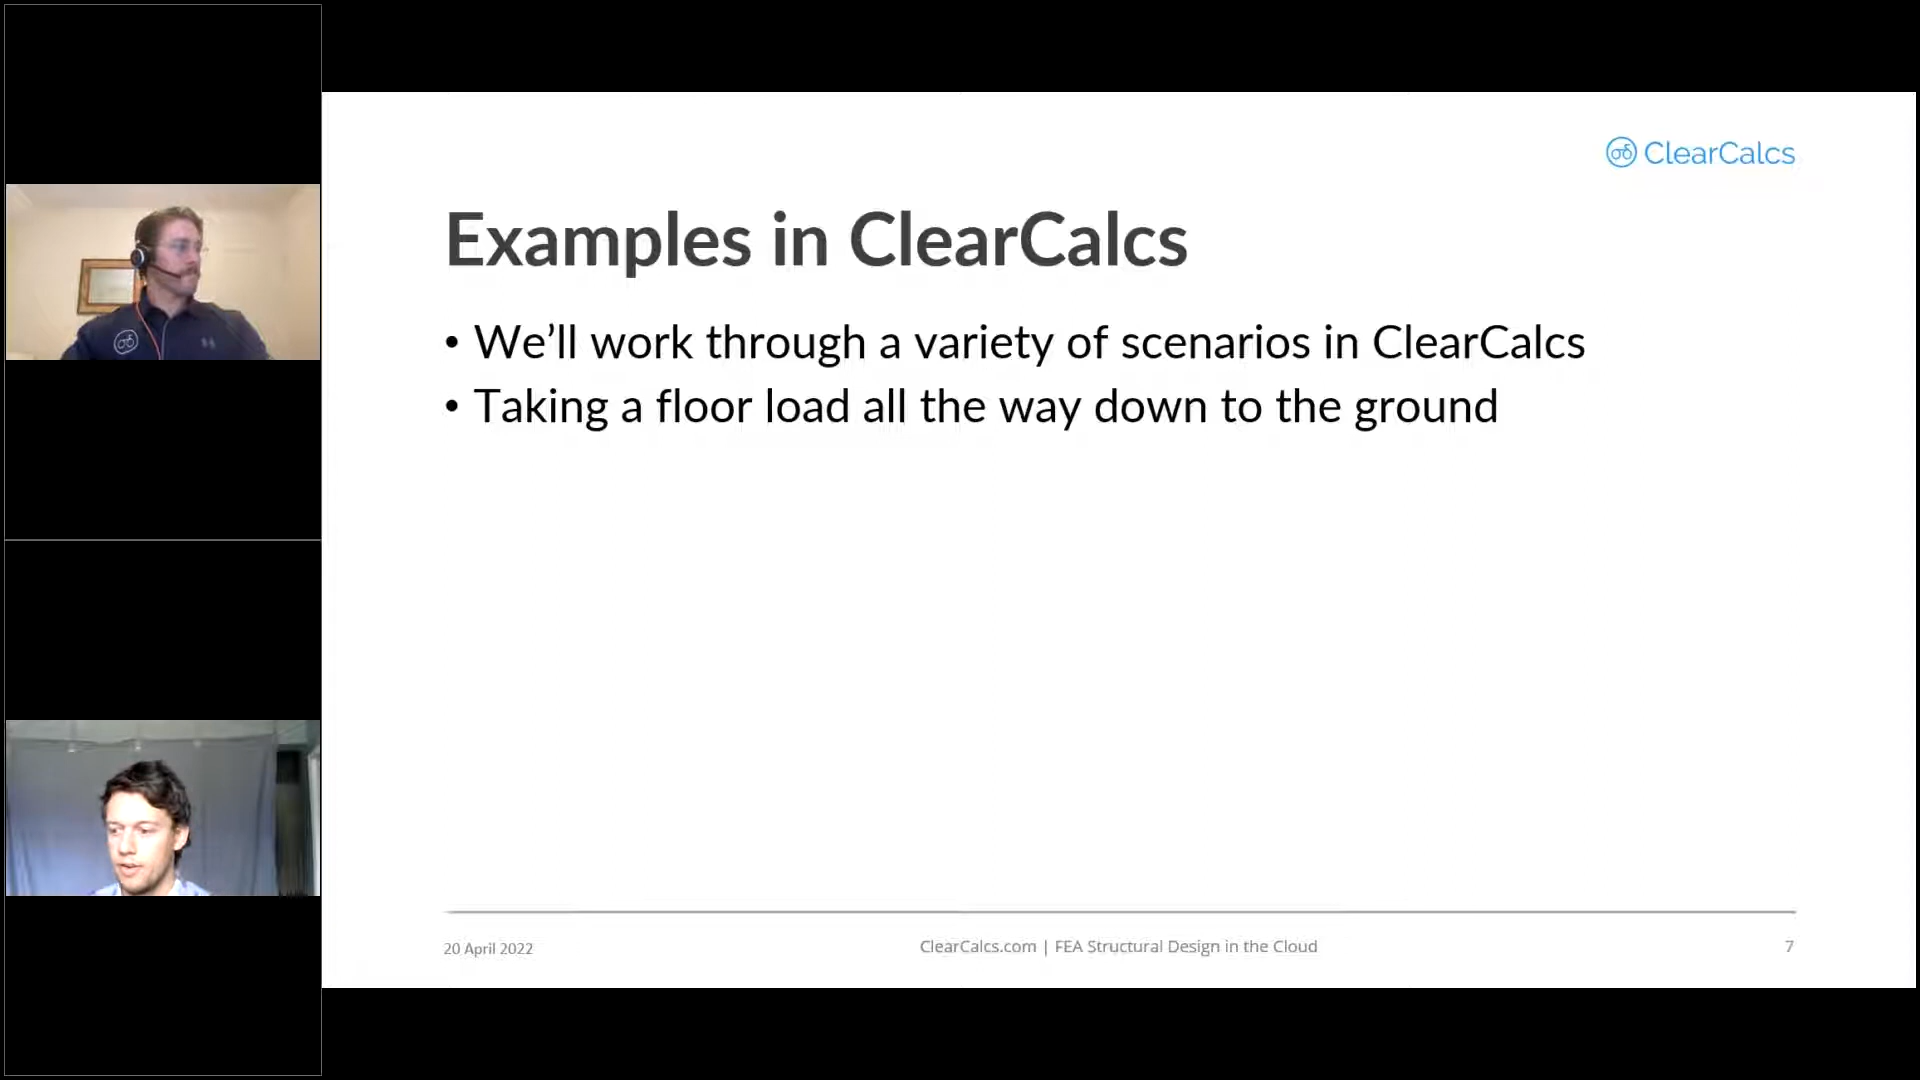 ClearCalcs
Examples in ClearCalcs
• We’ll work through a variety of scenarios in ClearCalcs
• Taking a floor load all the way down to the ground
20 April 2022
ClearCalcs.com | FEA Structural Design in the Cloud
7